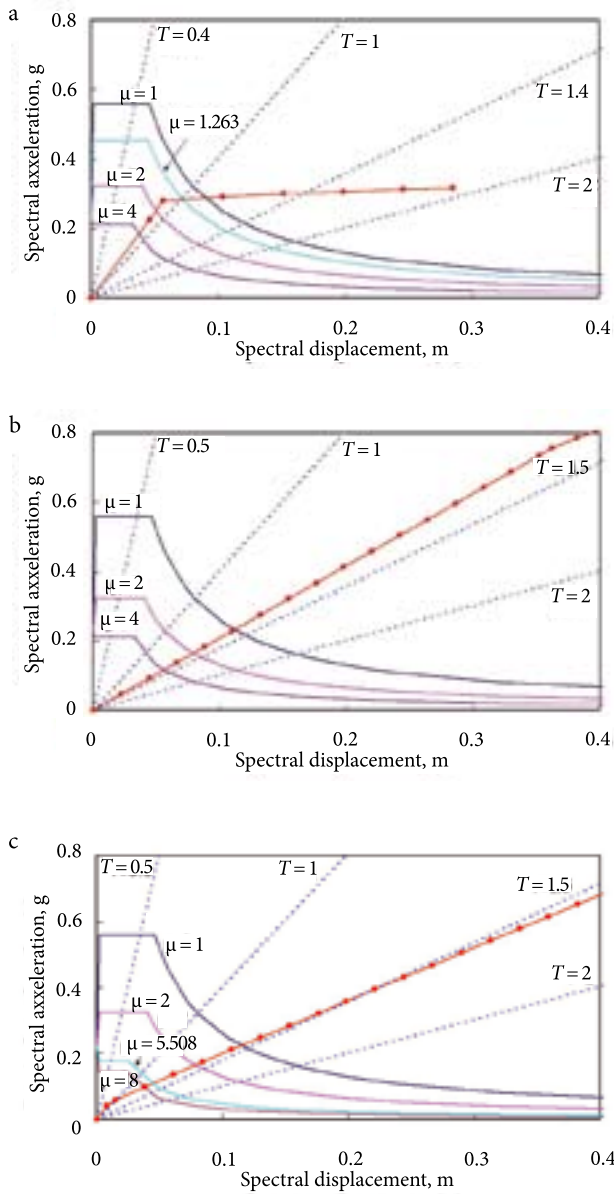 a
0.8
T = 0.4
T = 1
μ = 1
T = 1.4
0.6
μ = 1.263
0.4
μ = 2
T = 2
μ = 4
0.2
0
Spectral axxeleration, g
0 0.1 0.2 0.3 0.4
Spectral displacement, m
b
0.8
T = 0.5
T = 1
T = 1.5
0.6
μ = 1
0.4
μ = 2
T = 2
μ = 4
0.2
0
Spectral axxeleration, g
0 0.1 0.2 0.3 0.4
Spectral displacement, m
c
0.8
T = 0.5
T = 1
T = 1.5
0.6
μ = 1
T = 2
0.4
μ = 2
μ = 5.508
0.2
μ = 8
0
Spectral axxeleration, g
0 0.1 0.2 0.3 0.4
Spectral displacement, m